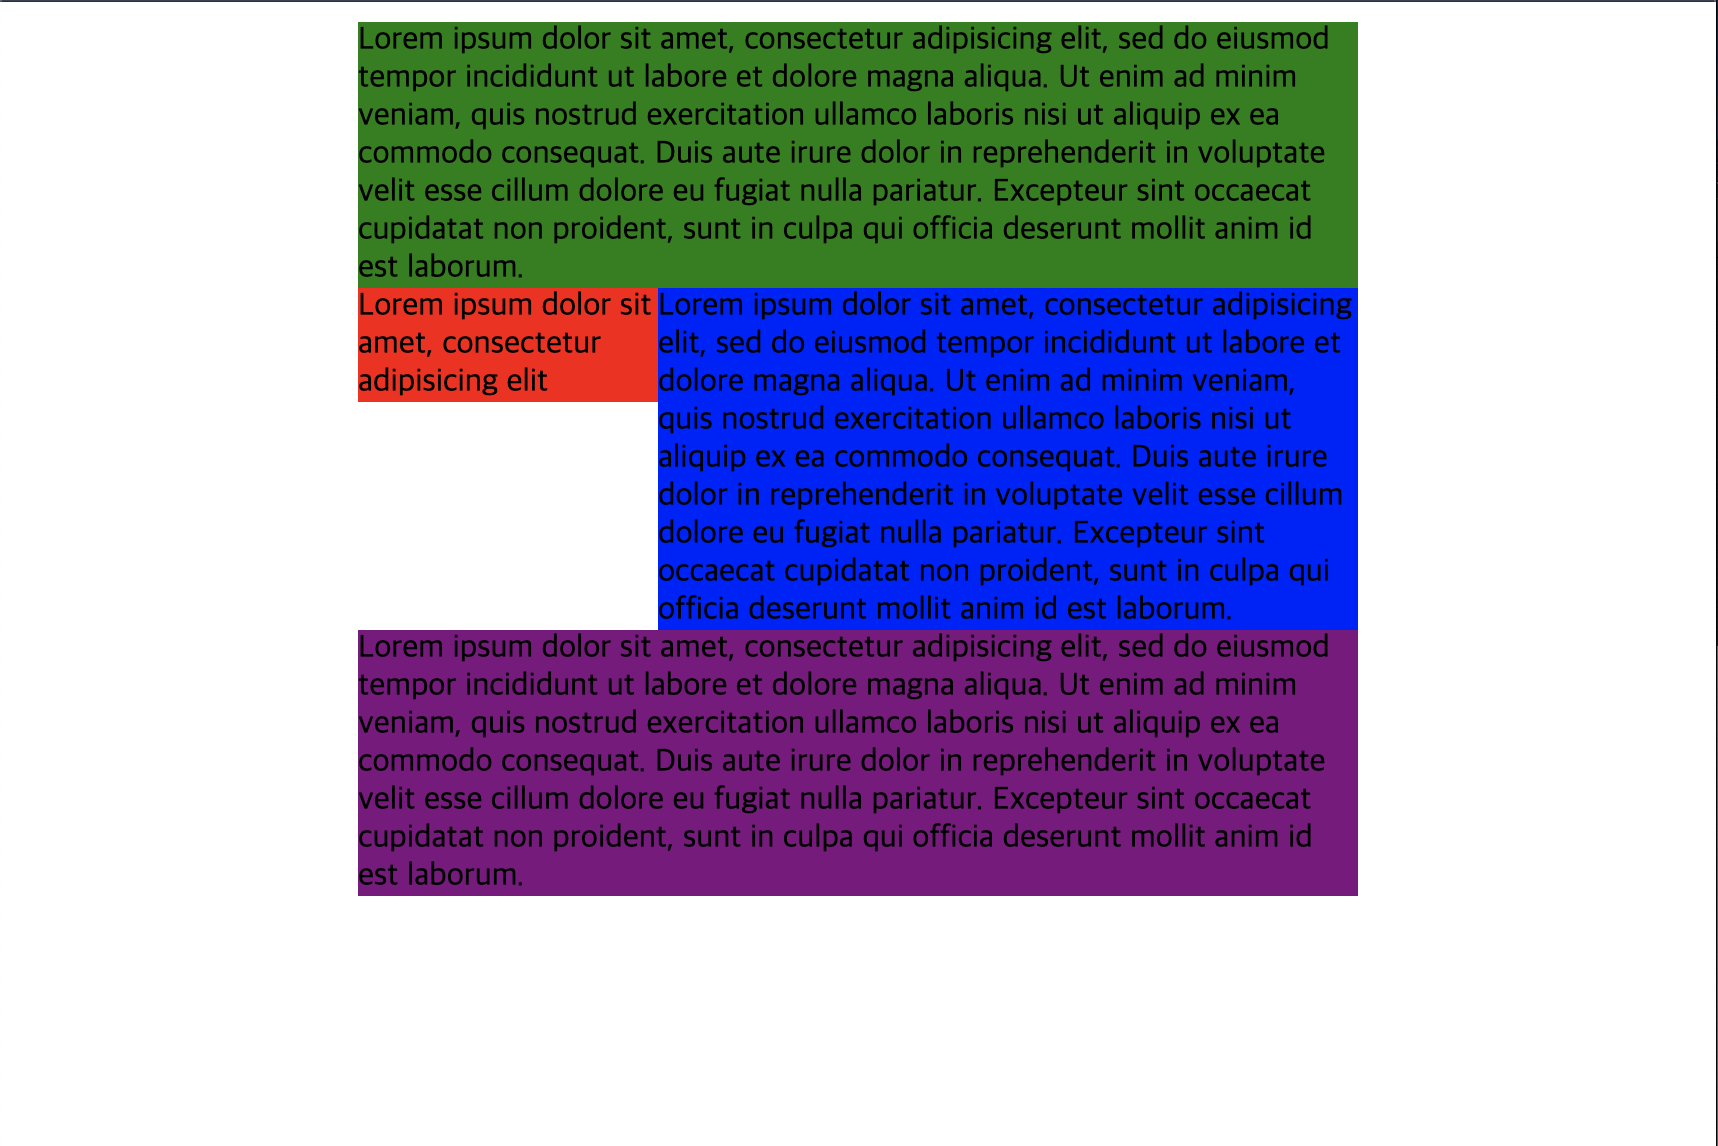 Lorem ipsum dolor sit amet, consectetur adipisicing elit, sed do eiusmod
tempor incididunt ut labore et dolore magna aliqua. Ut enim ad minim
veniam, quis nostrud exercitation ullamco laboris nisi ut aliquip ex ea
commodo consequat. Duis aute irure dolor in reprehenderit in voluptate
velit esse cillum dolore eu fugiat nulla pariatur. Excepteur sint occaecat
cupidatat non proident, sunt in culpa qui officia deserunt mollit anim id
est laborum.
Lorem ipsum dolor sit
amet, consectetur
adipisicing elit
Lorem ipsum dolor sit amet, consectetur adipisicing
elit, sed do eiusmod tempor incididunt ut labore et
dolore magna aliqua. Ut enim ad minim veniam,
quis nostrud exercitation ullamco laboris nisi ut
aliquip ex ea commodo consequat. Duis aute irure
dolor in reprehenderit in voluptate velit esse cillum
dolore eu fugiat nulla pariatur. Excepteur sint
occaecat cupidatat non proident, sunt in culpa qui
officia deserunt mollit anim id est laborum.
Lorem ipsum dolor sit amet, consectetur adipisicing elit, sed do eiusmod
tempor incididunt ut labore et dolore magna aliqua. Ut enim ad minim
veniam, quis nostrud exercitation ullamco laboris nisi ut aliquip ex ea
commodo consequat. Duis aute irure dolor in reprehenderit in voluptate
velit esse cillum dolore eu fugiat nulla pariatur. Excepteur sint occaecat
cupidatat non proident, sunt in culpa qui officia deserunt mollit anim id
est laborum.